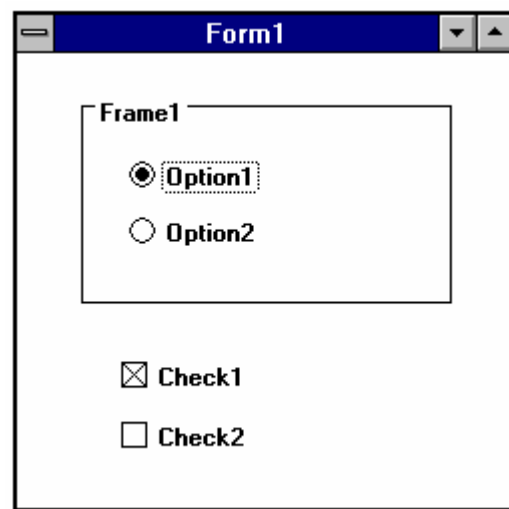 Form1
Frame1
Option1
Option2
Check1
Check2